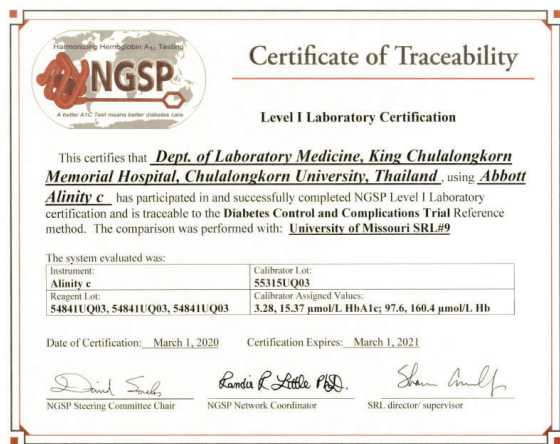 Harmonizing Hemoglobin A1c Testing
NGSP
A better A1C Test means better diabetes care
Certificate of Traceability
Level I Laboratory Certification
This certifies that Dept. of Laboratory Medicine, King Chulalongkorn
Memorial Hospital, Chulalongkorn University, Thailand, using Abbott
Alinity c has participated in and successfully completed NGSP Level I Laboratory
certification and is traceable to the Diabetes Control and Complications Trial Reference
method. The comparison was performed with: University of Missouri SRL#9
The system evaluated was:
Instrument:
Alinity c
Calibrator Lot:
55315UQ03
Reagent Lot:
54841UQ03, 54841UQ03, 54841UQ03
Calibrator Assigned Values:
3.28, 15.37 µmol/L HbA1c; 97.6, 160.4 µmol/L Hb
Date of Certification: March 1, 2020 Certification Expires: March 1, 2021
Randie R Little PhD.
NGSP Steering Committee Chair NGSP Network Coordinator SRL director/ supervisor